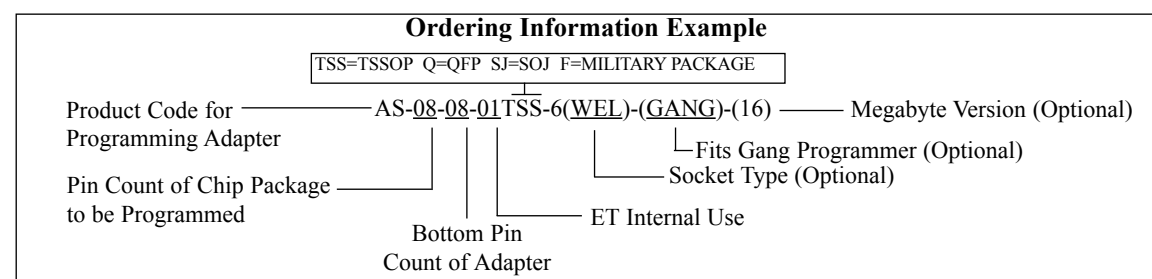 Ordering Information Example
TSS=TSSOP Q=QFP SJ=SOJ F=MILITARY PACKAGE
Product Code for
Programming Adapter
AS-08-08-01TSS-6(WEL)-(GANG)-(16)
Megabyte Version (Optional)
Fits Gang Programmer (Optional)
Socket Type (Optional)
Pin Count of Chip Package
to be Programmed
ET Internal Use
Bottom Pin
Count of Adapter